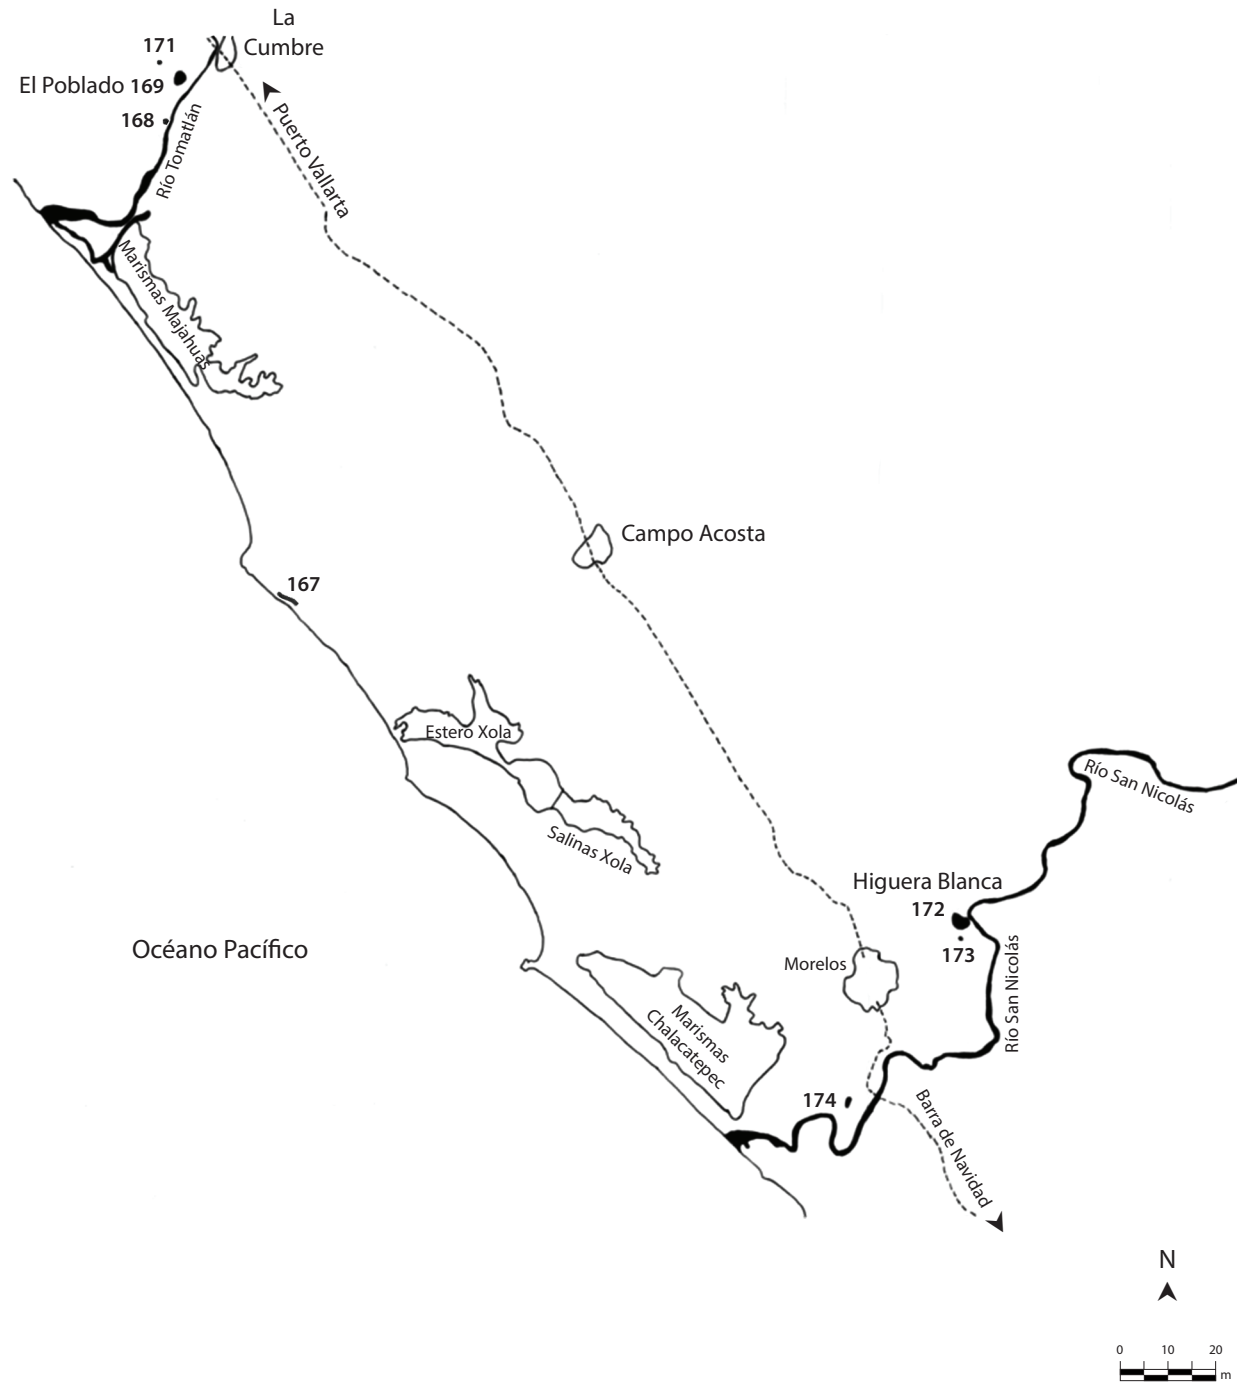 La
Cumbre
171
El Poblado 169
168
Río Tomatlán
Puerto Vallarta
Marismas Majahuas
Campo Acosta
167
Estero Xola
Río San Nicolás
Salinas Xola
Higuera Blanca
172
173
Océano Pacífico
Morelos
Río San Nicolás
Marismas
Chalacatepec
174
Barra de Navidad
N
0 10 20
m